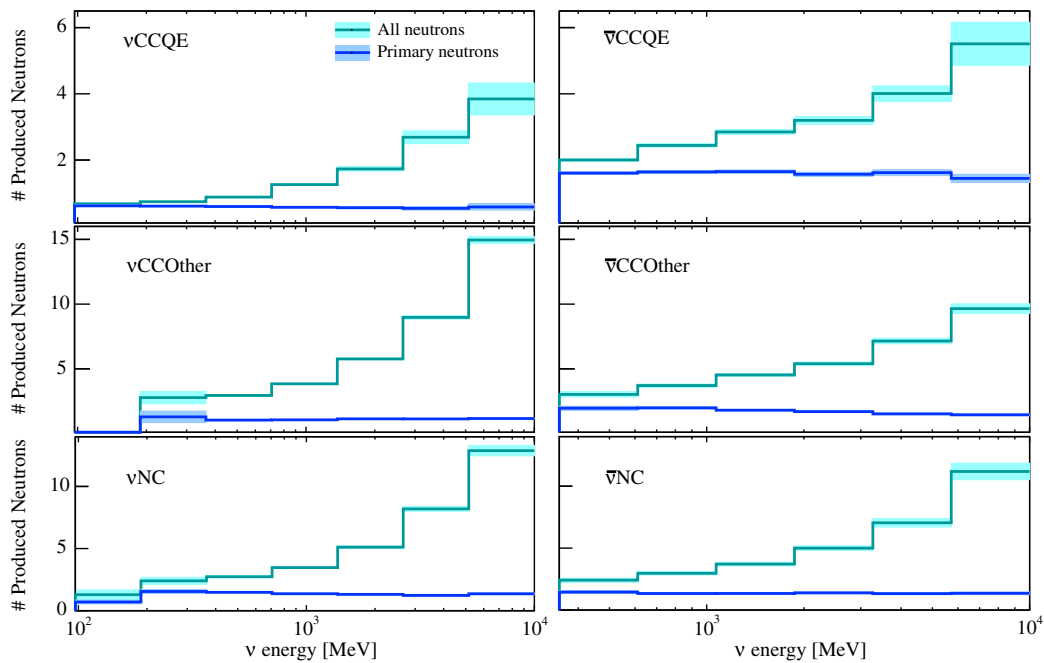 νCCQE
All neutrons
Primary neutrons
# Produced Neutrons
6
4
2
ν̅CCQE
νCCOther
# Produced Neutrons
15
10
5
ν̅CCOther
νNC
# Produced Neutrons
10
5
0
ν̅NC
10² 10³ 10⁴
ν energy [MeV]
10³ 10⁴
ν energy [MeV]